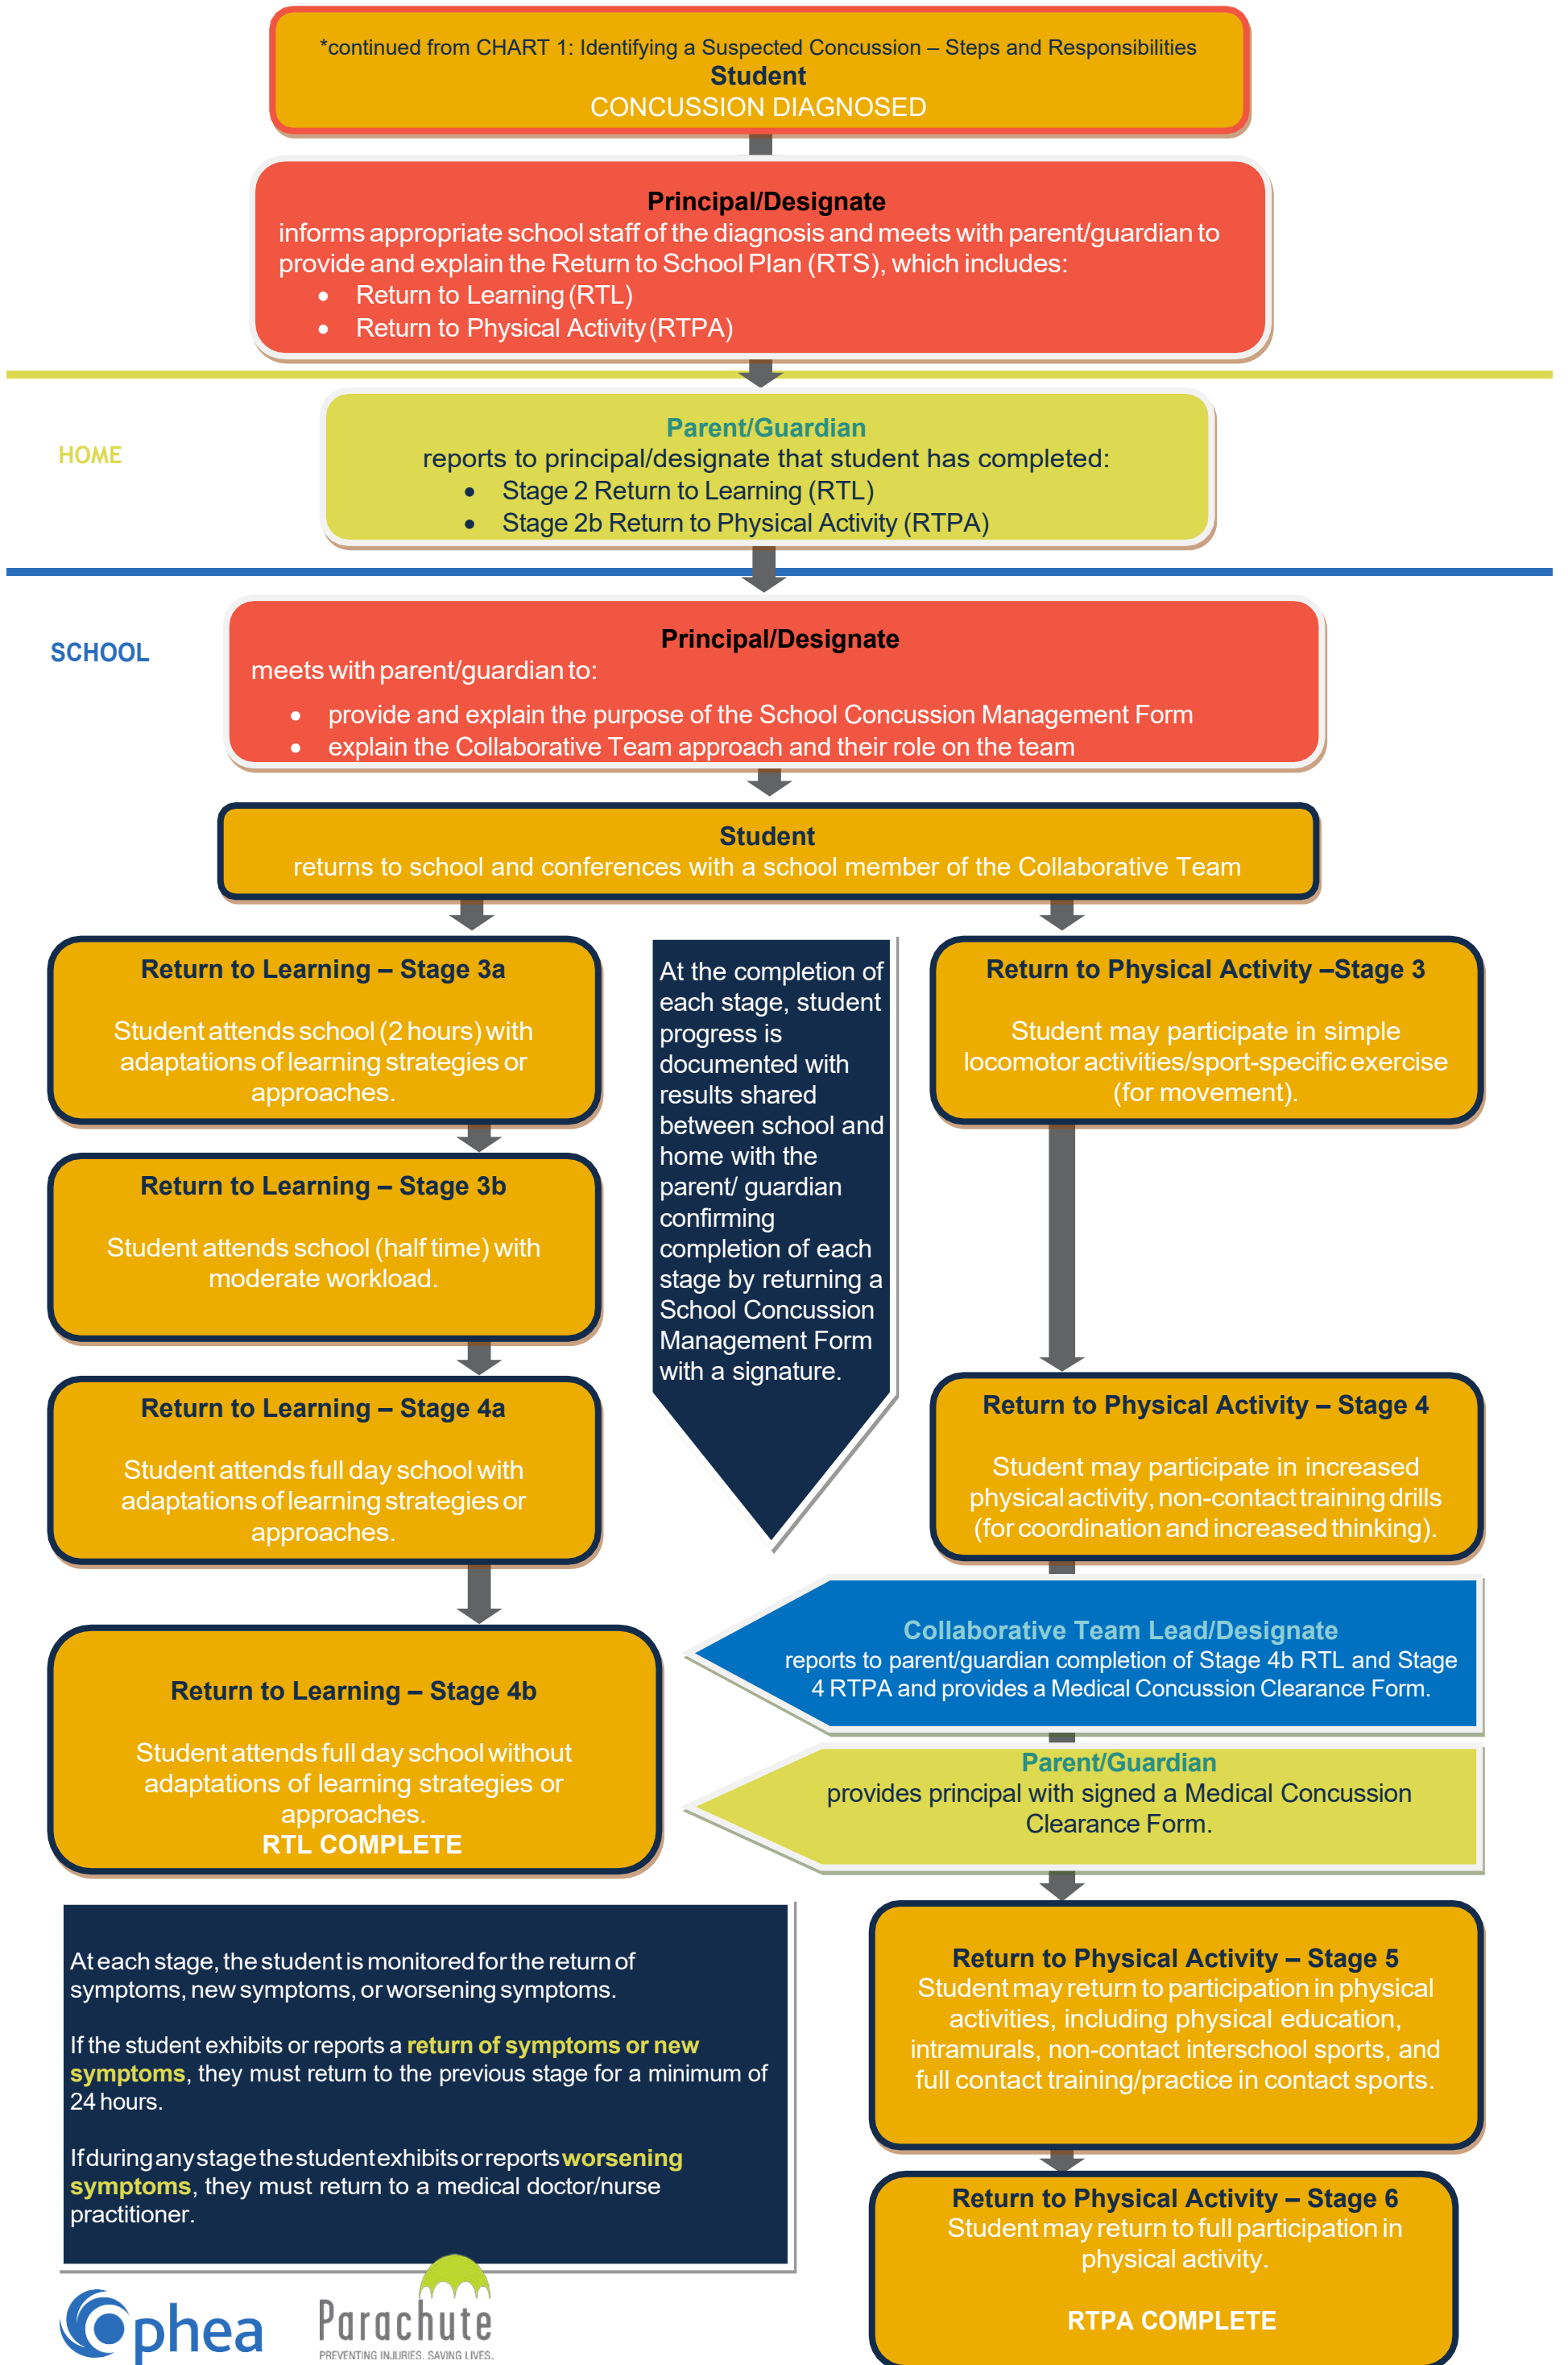 *continued from CHART 1: Identifying a Suspected Concussion – Steps and Responsibilities
Student
CONCUSSION DIAGNOSED
Principal/Designate
informs appropriate school staff of the diagnosis and meets with parent/guardian to
provide and explain the Return to School Plan (RTS), which includes:
• Return to Learning (RTL)
• Return to Physical Activity (RTPA)
HOME
Parent/Guardian
reports to principal/designate that student has completed:
• Stage 2 Return to Learning (RTL)
• Stage 2b Return to Physical Activity (RTPA)
SCHOOL
Principal/Designate
meets with parent/guardian to:
• provide and explain the purpose of the School Concussion Management Form
• explain the Collaborative Team approach and their role on the team
Student
returns to school and conferences with a school member of the Collaborative Team
Return to Learning – Stage 3a
Student attends school (2 hours) with
adaptations of learning strategies or
approaches.
Return to Learning – Stage 3b
Student attends school (half time) with
moderate workload.
Return to Learning – Stage 4a
Student attends full day school with
adaptations of learning strategies or
approaches.
Return to Learning – Stage 4b
Student attends full day school without
adaptations of learning strategies or
approaches.
RTL COMPLETE
At the completion of
each stage, student
progress is
documented with
results shared
between school and
home with the
parent/ guardian
confirming
completion of each
stage by returning a
School Concussion
Management Form
with a signature.
Return to Physical Activity –Stage 3
Student may participate in simple
locomotor activities/sport-specific exercise
(for movement).
Return to Physical Activity – Stage 4
Student may participate in increased
physical activity, non-contact training drills
(for coordination and increased thinking).
Collaborative Team Lead/Designate
reports to parent/guardian completion of Stage 4b RTL and Stage
4 RTPA and provides a Medical Concussion Clearance Form.
Parent/Guardian
provides principal with signed a Medical Concussion
Clearance Form.
Return to Physical Activity – Stage 5
Student may return to participation in physical
activities, including physical education,
intramurals, non-contact interschool sports, and
full contact training/practice in contact sports.
Return to Physical Activity – Stage 6
Student may return to full participation in
physical activity.
RTPA COMPLETE
At each stage, the student is monitored for the return of
symptoms, new symptoms, or worsening symptoms.
If the student exhibits or reports a return of symptoms or new
symptoms, they must return to the previous stage for a minimum of
24 hours.
If during any stage the student exhibits or reports worsening
symptoms, they must return to a medical doctor/nurse
practitioner.
Ophea
Parachute
PREVENTING INJURIES. SAVING LIVES.